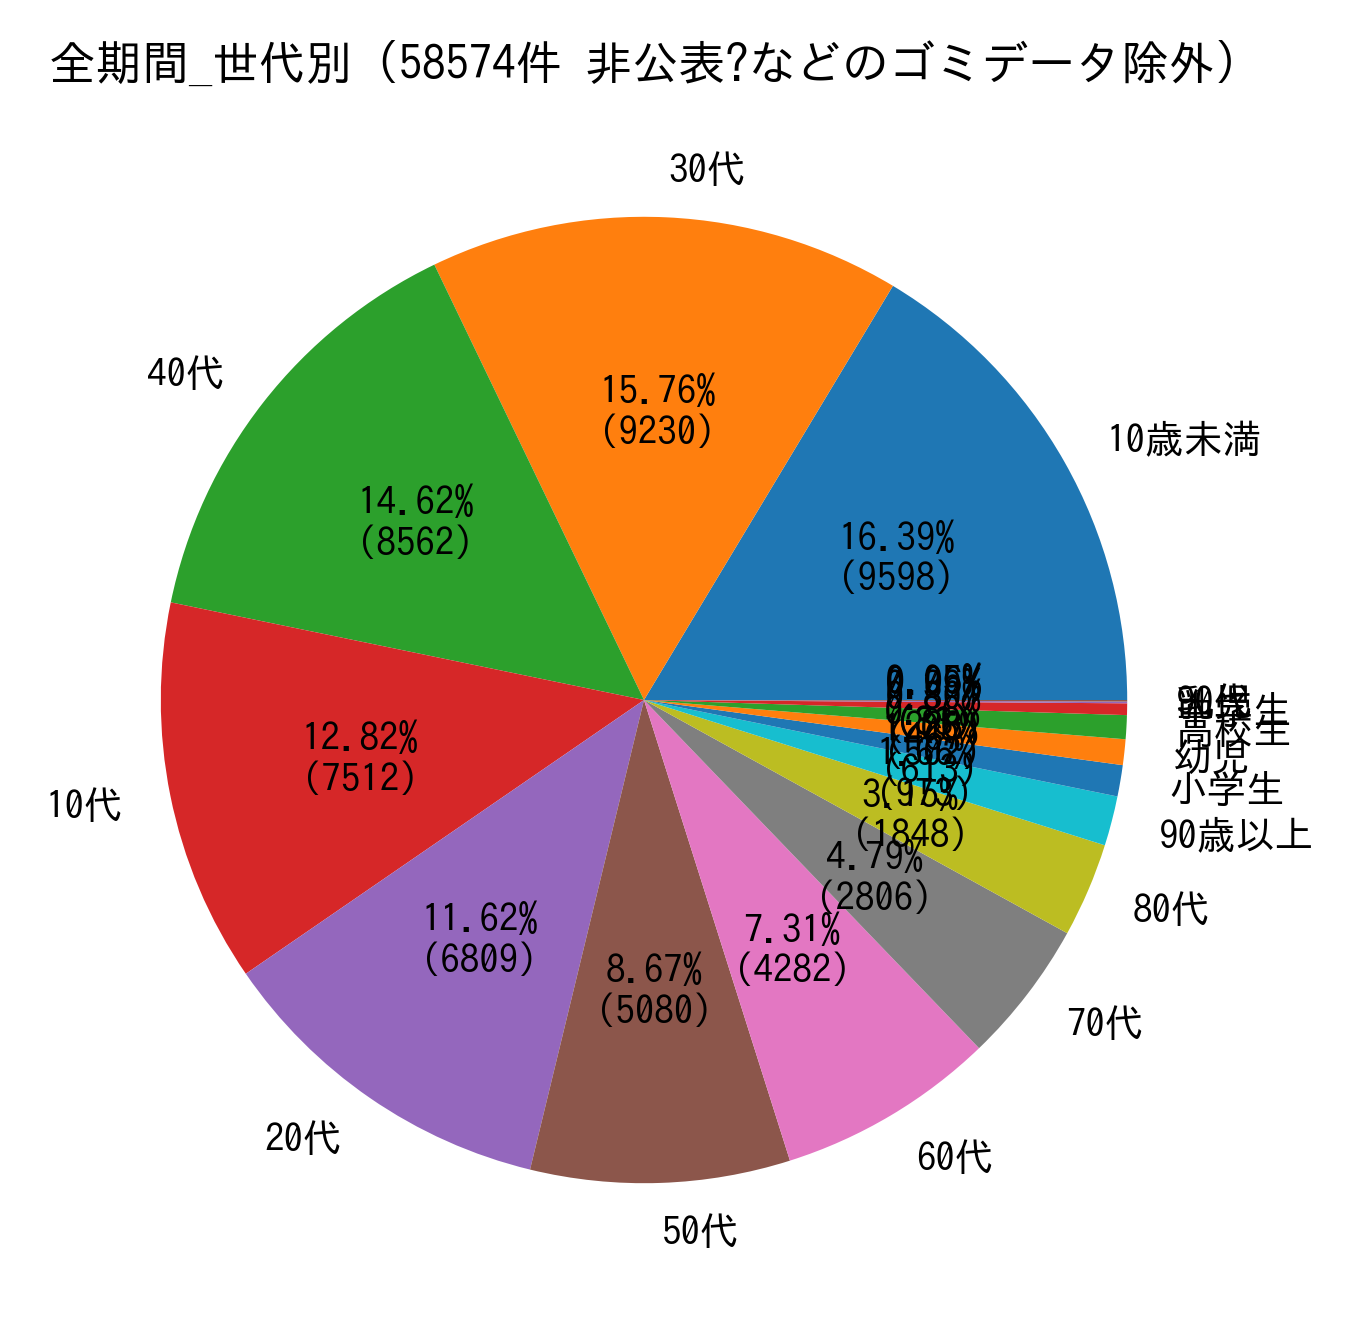 全期間_世代別 (58574件 非公表?などのゴミデータ除外)
30代
40代
15.76%
(9230)
10歳未満
14.62%
(8562)
16.39%
(9598)
12.82%
(7512)
10代
高校生
幼児
小学生
90歳以上
3.15%
(1848)
4.79%
(2806)
80代
11.62%
(6809)
7.31%
(4282)
8.67%
(5080)
70代
20代
60代
50代